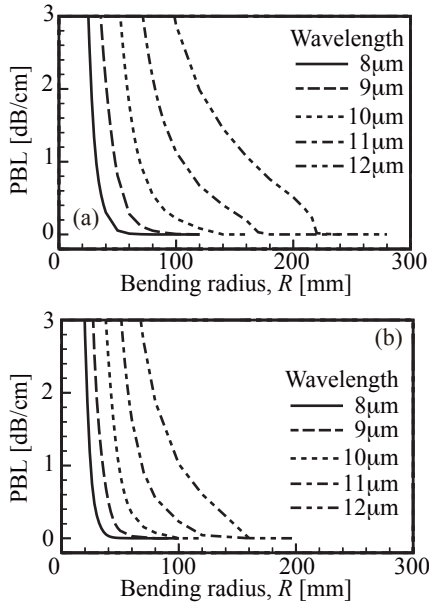 3
2
1
0
PBL [dB/cm]
Wavelength
8μm
9μm
10μm
11μm
12μm
(a)
0 100 200 300
Bending radius, R [mm]
3
2
1
0
PBL [dB/cm]
(b)
Wavelength
8μm
9μm
10μm
11μm
12μm
0 100 200 300
Bending radius, R [mm]